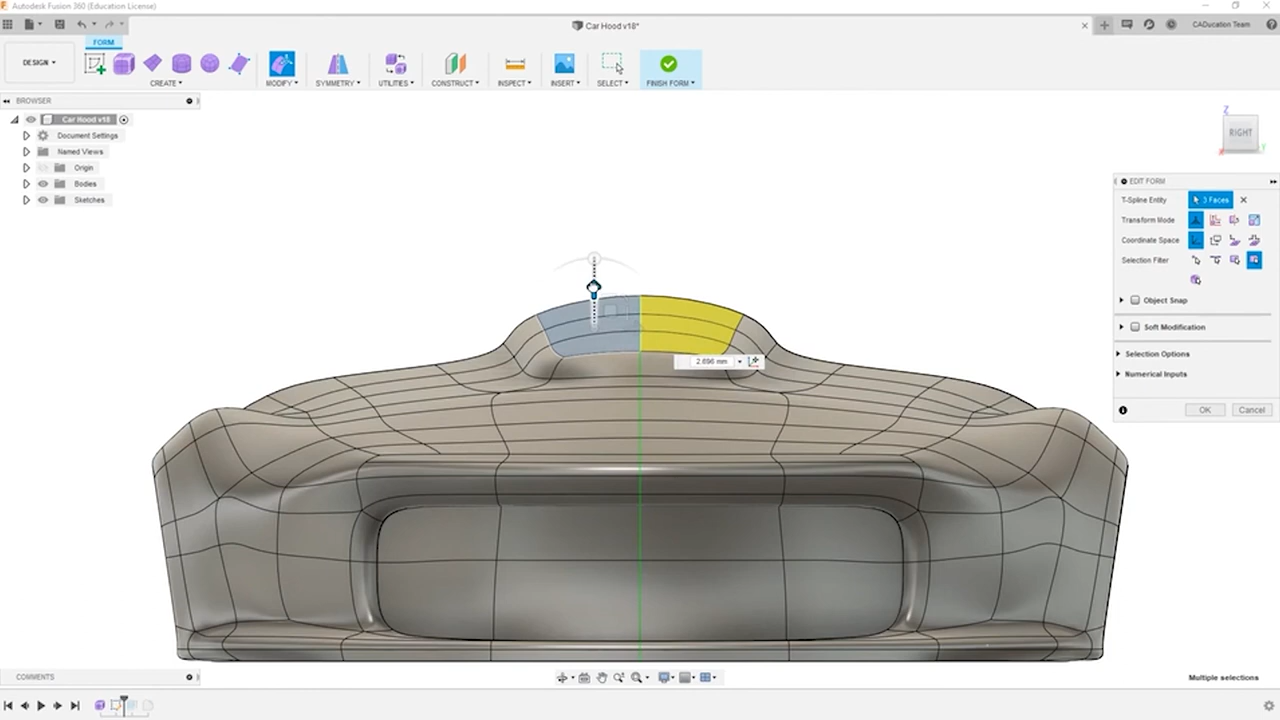 Autodesk Fusion 360 (Education License)
Car Hood v18*
CADucation Team
DESIGN
FORM
CREATE
MODIFY
SYMMETRY
UTILITIES
CONSTRUCT
INSPECT
INSERT
SELECT
FINISH FORM
BROWSER
Car Hood v18
Document Settings
Named Views
Origin
Bodies
Sketches
Z
RIGHT
X
Y
EDIT FORM
T-Spline Entity
3 Faces
Transform Mode
Coordinate Space
Selection Filter
Object Snap
Soft Modification
Selection Options
Numerical Inputs
OK
Cancel
2.696 mm
COMMENTS
Multiple selections